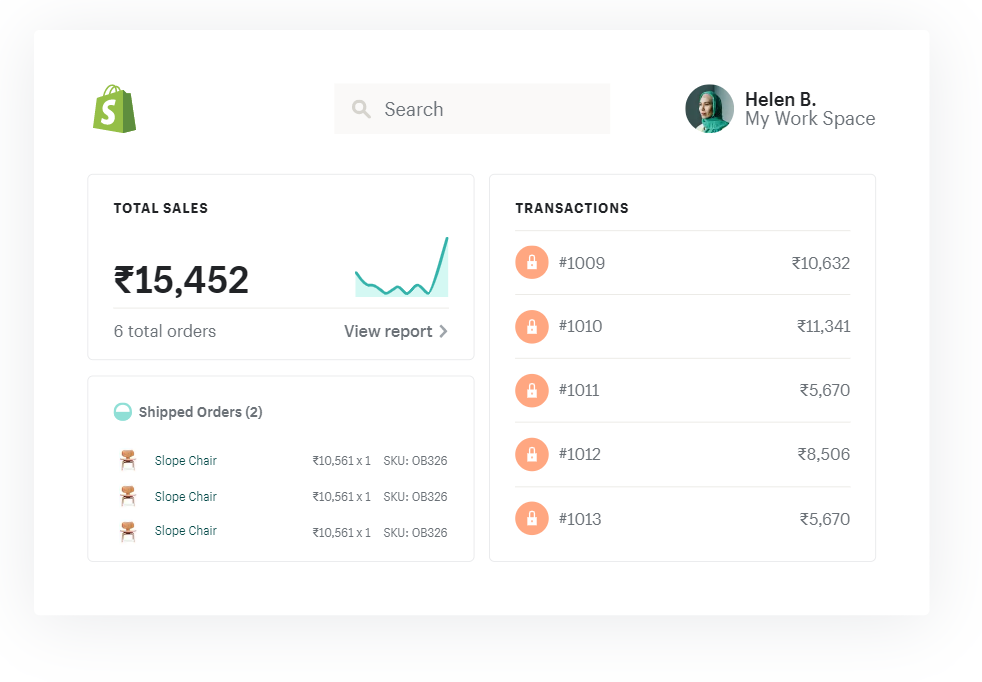 S
Search
Helen B.
My Work Space
TOTAL SALES
₹15,452
6 total orders
View report
Shipped Orders (2)
Slope Chair ₹10,561 x 1 SKU: OB326
Slope Chair ₹10,561 x 1 SKU: OB326
Slope Chair ₹10,561 x 1 SKU: OB326
TRANSACTIONS
#1009 ₹10,632
#1010 ₹11,341
#1011 ₹5,670
#1012 ₹8,506
#1013 ₹5,670